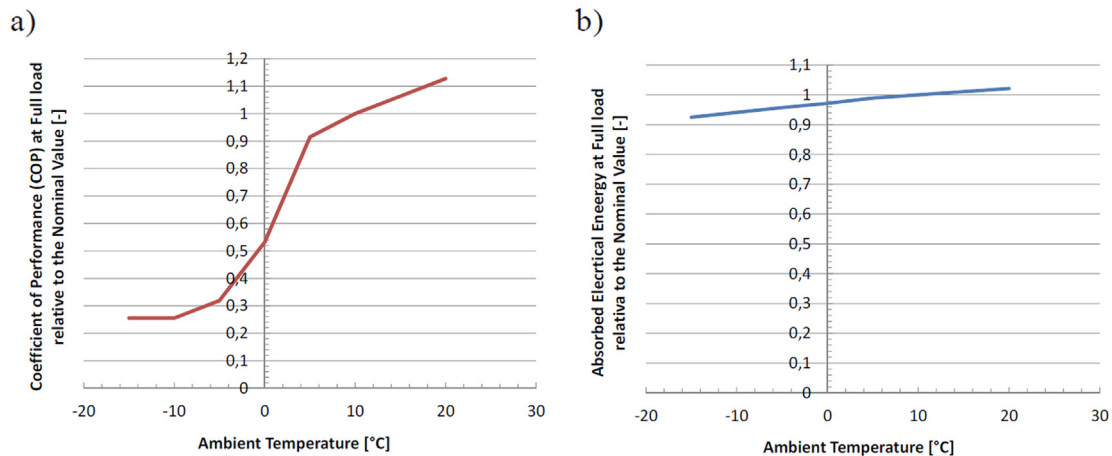 a)
Coefficient of Performance (COP) at Full load
relative to the Nominal Value [-]
1,2
1,1
1
0,9
0,8
0,7
0,6
0,5
0,4
0,3
0,2
0,1
0
-20 -10 0 10 20 30
Ambient Temperature [°C]
b)
Absorbed Elecrtical Eneergy at Full load
relativa to the Nominal Value [-]
1,1
1
0,9
0,8
0,7
0,6
0,5
0,4
0,3
0,2
0,1
0
-20 -10 0 10 20 30
Ambient Temperature [°C]